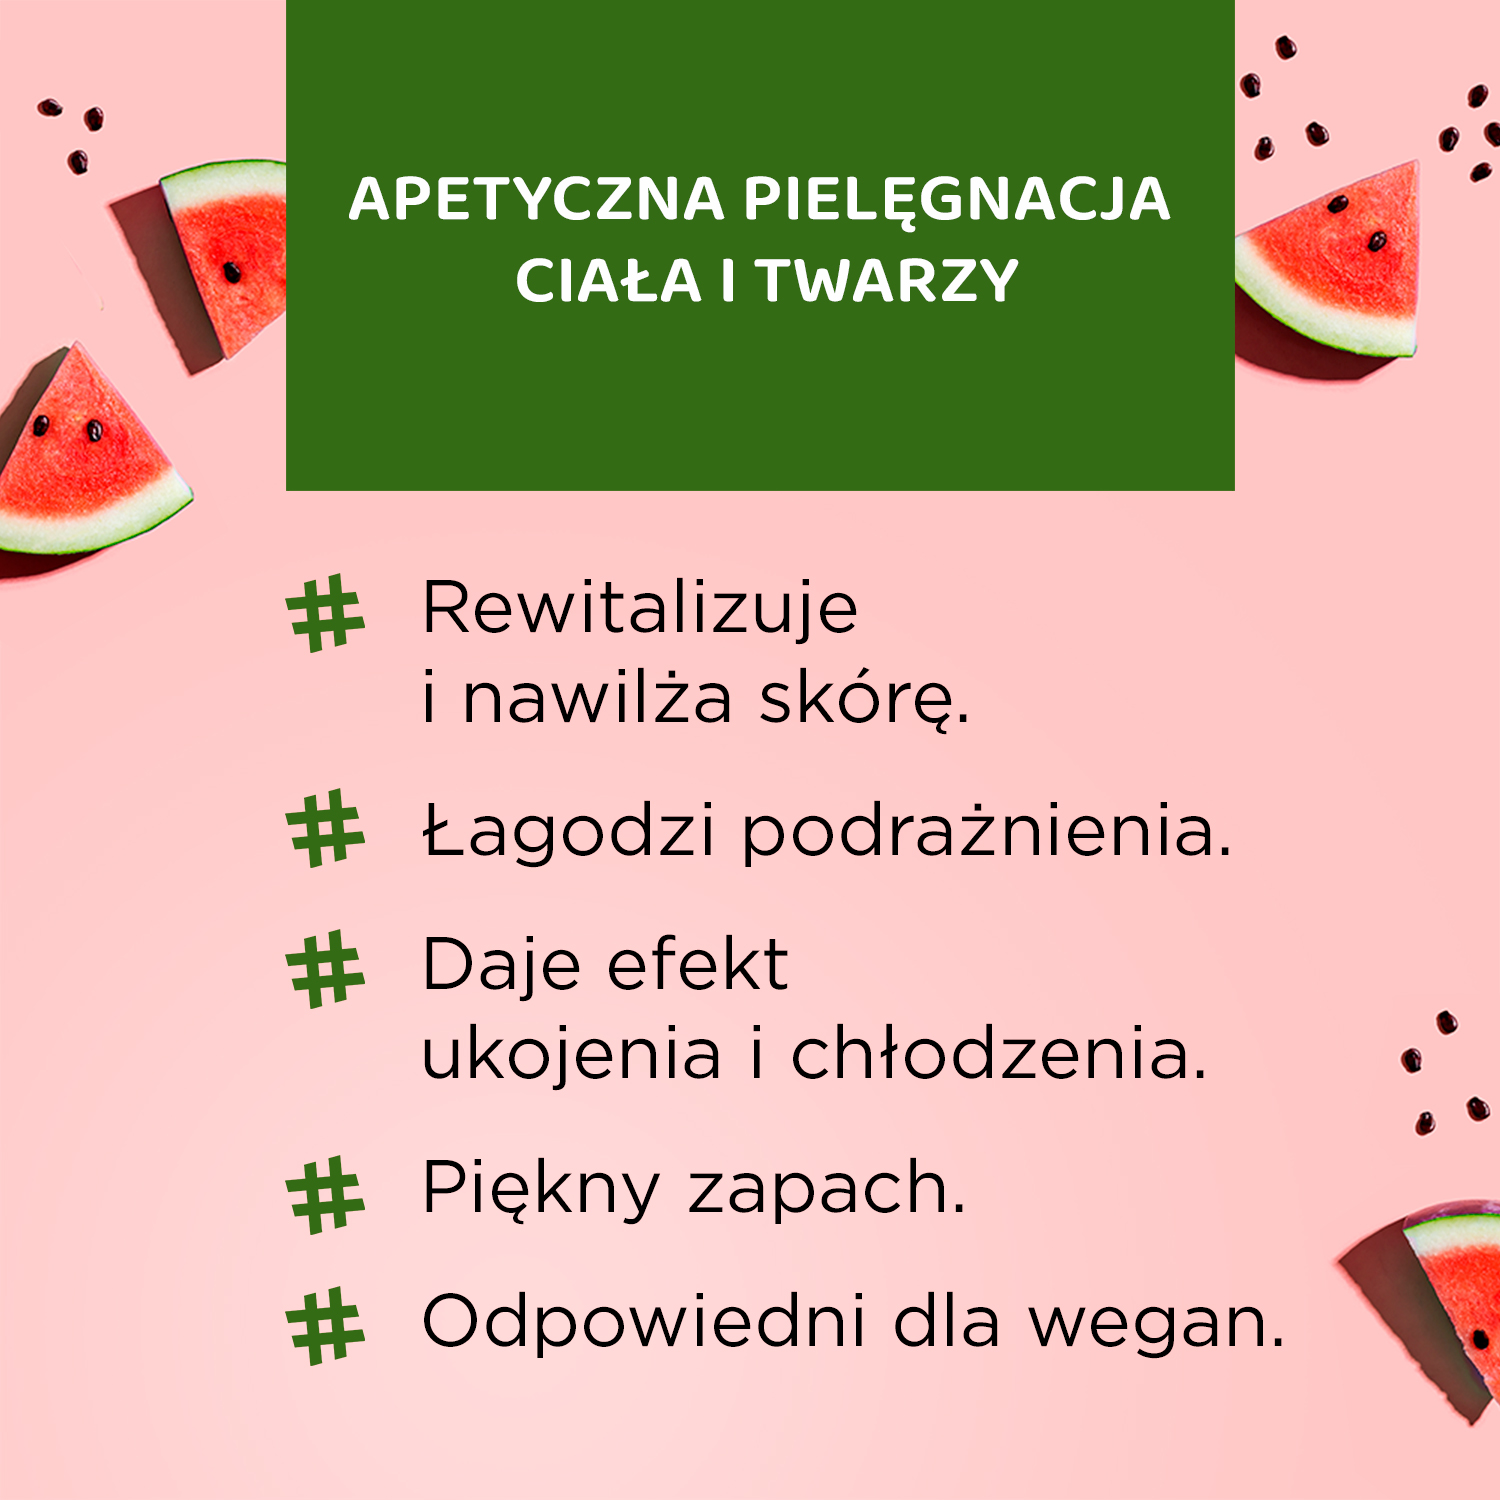 APETYCZNA PIELĘGNACJA
CIAŁA I TWARZY
# Rewitalizuje
i nawilża skórę.
# Łagodzi podrażnienia.
# Daje efekt
ukojenia i chłodzenia.
# Piękny zapach.
# Odpowiedni dla wegan.